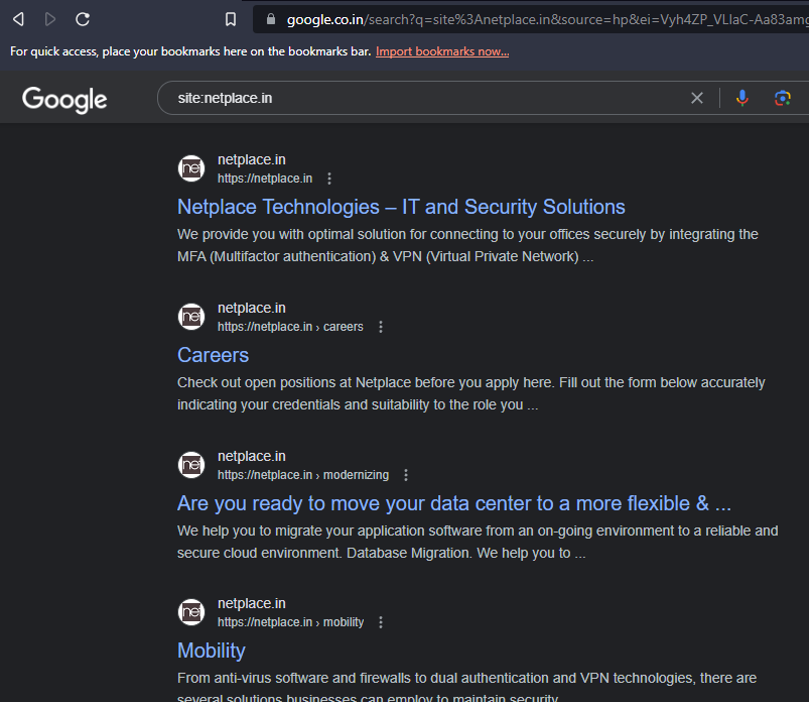 google.co.in/search?q=site%3Anetplace.in&source=hp&ei=Vyh4ZP_VLIaC-Aa83amg
For quick access, place your bookmarks here on the bookmarks bar. Import bookmarks now...
Google
site:netplace.in
net
netplace.in
https://netplace.in
Netplace Technologies – IT and Security Solutions
We provide you with optimal solution for connecting to your offices securely by integrating the
MFA (Multifactor authentication) & VPN (Virtual Private Network) ...
net
netplace.in
https://netplace.in › careers
Careers
Check out open positions at Netplace before you apply here. Fill out the form below accurately
indicating your credentials and suitability to the role you ...
net
netplace.in
https://netplace.in › modernizing
Are you ready to move your data center to a more flexible & ...
We help you to migrate your application software from an on-going environment to a reliable and
secure cloud environment. Database Migration. We help you to ...
net
netplace.in
https://netplace.in › mobility
Mobility
From anti-virus software and firewalls to dual authentication and VPN technologies, there are
several solutions businesses can employ to maintain security